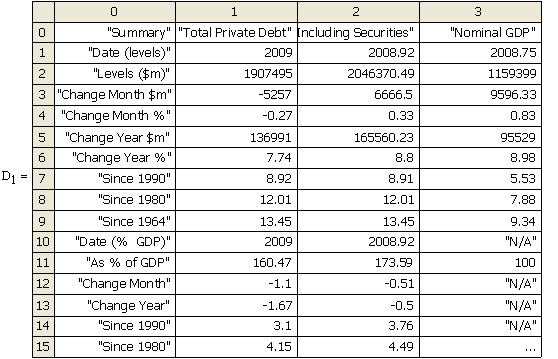 0 1 2 3
0 "Summary" "Total Private Debt" Including Securities" "Nominal GDP"
1 "Date (levels)" 2009 2008.92 2008.75
2 "Levels ($m)" 1907495 2046370.49 1159399
3 "Change Month $m" -5257 6666.5 9596.33
4 "Change Month %" -0.27 0.33 0.83
5 "Change Year $m" 136991 165560.23 95529
6 "Change Year %" 7.74 8.8 8.98
7 "Since 1990" 8.92 8.91 5.53
8 "Since 1980" 12.01 12.01 7.88
9 "Since 1964" 13.45 13.45 9.34
D1 = 10 "Date (% GDP)" 2009 2008.92 "N/A"
11 "As % of GDP" 160.47 173.59 100
12 "Change Month" -1.1 -0.51 "N/A"
13 "Change Year" -1.67 -0.5 "N/A"
14 "Since 1990" 3.1 3.76 "N/A"
15 "Since 1980" 4.15 4.49 ...